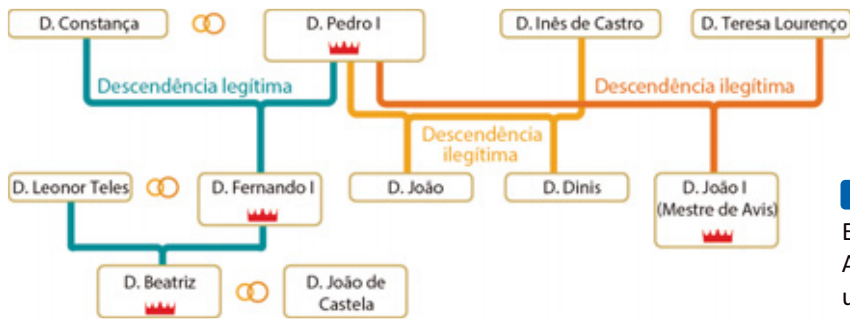 D. Constança
D. Pedro I
D. Inês de Castro
D. Teresa Lourenço
Descendência legítima
Descendência ilegítima
Descendência
ilegítima
D. Leonor Teles
D. Fernando I
D. João
D. Dinis
D. João I
(Mestre de Avis)
D. Beatriz
D. João de
Castela